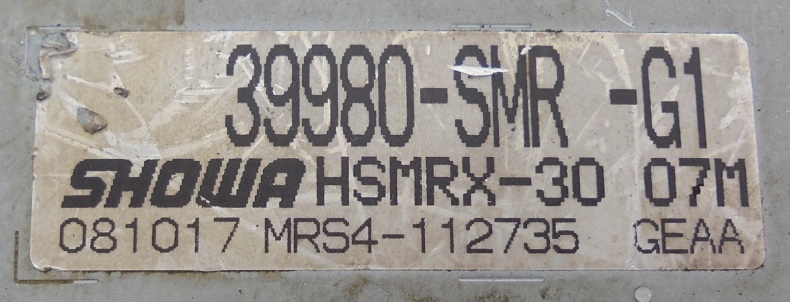 39980-SMR -G1
SHOWA HSMRX-30 07M
081017 MRS4-112735 GEAA